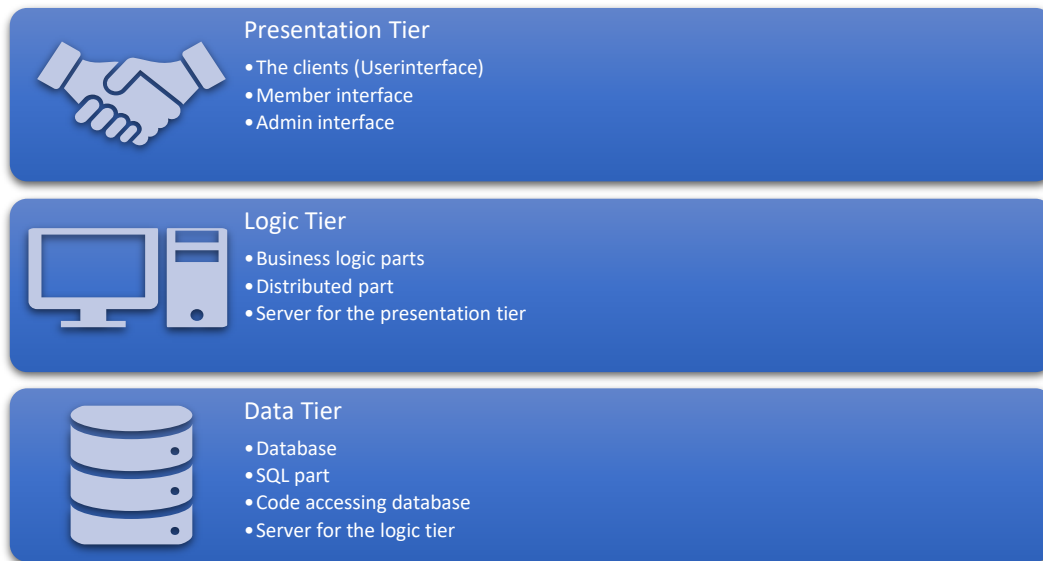 Presentation Tier
•The clients (Userinterface)
•Member interface
•Admin interface
Logic Tier
•Business logic parts
•Distributed part
•Server for the presentation tier
Data Tier
•Database
•SQL part
•Code accessing database
•Server for the logic tier